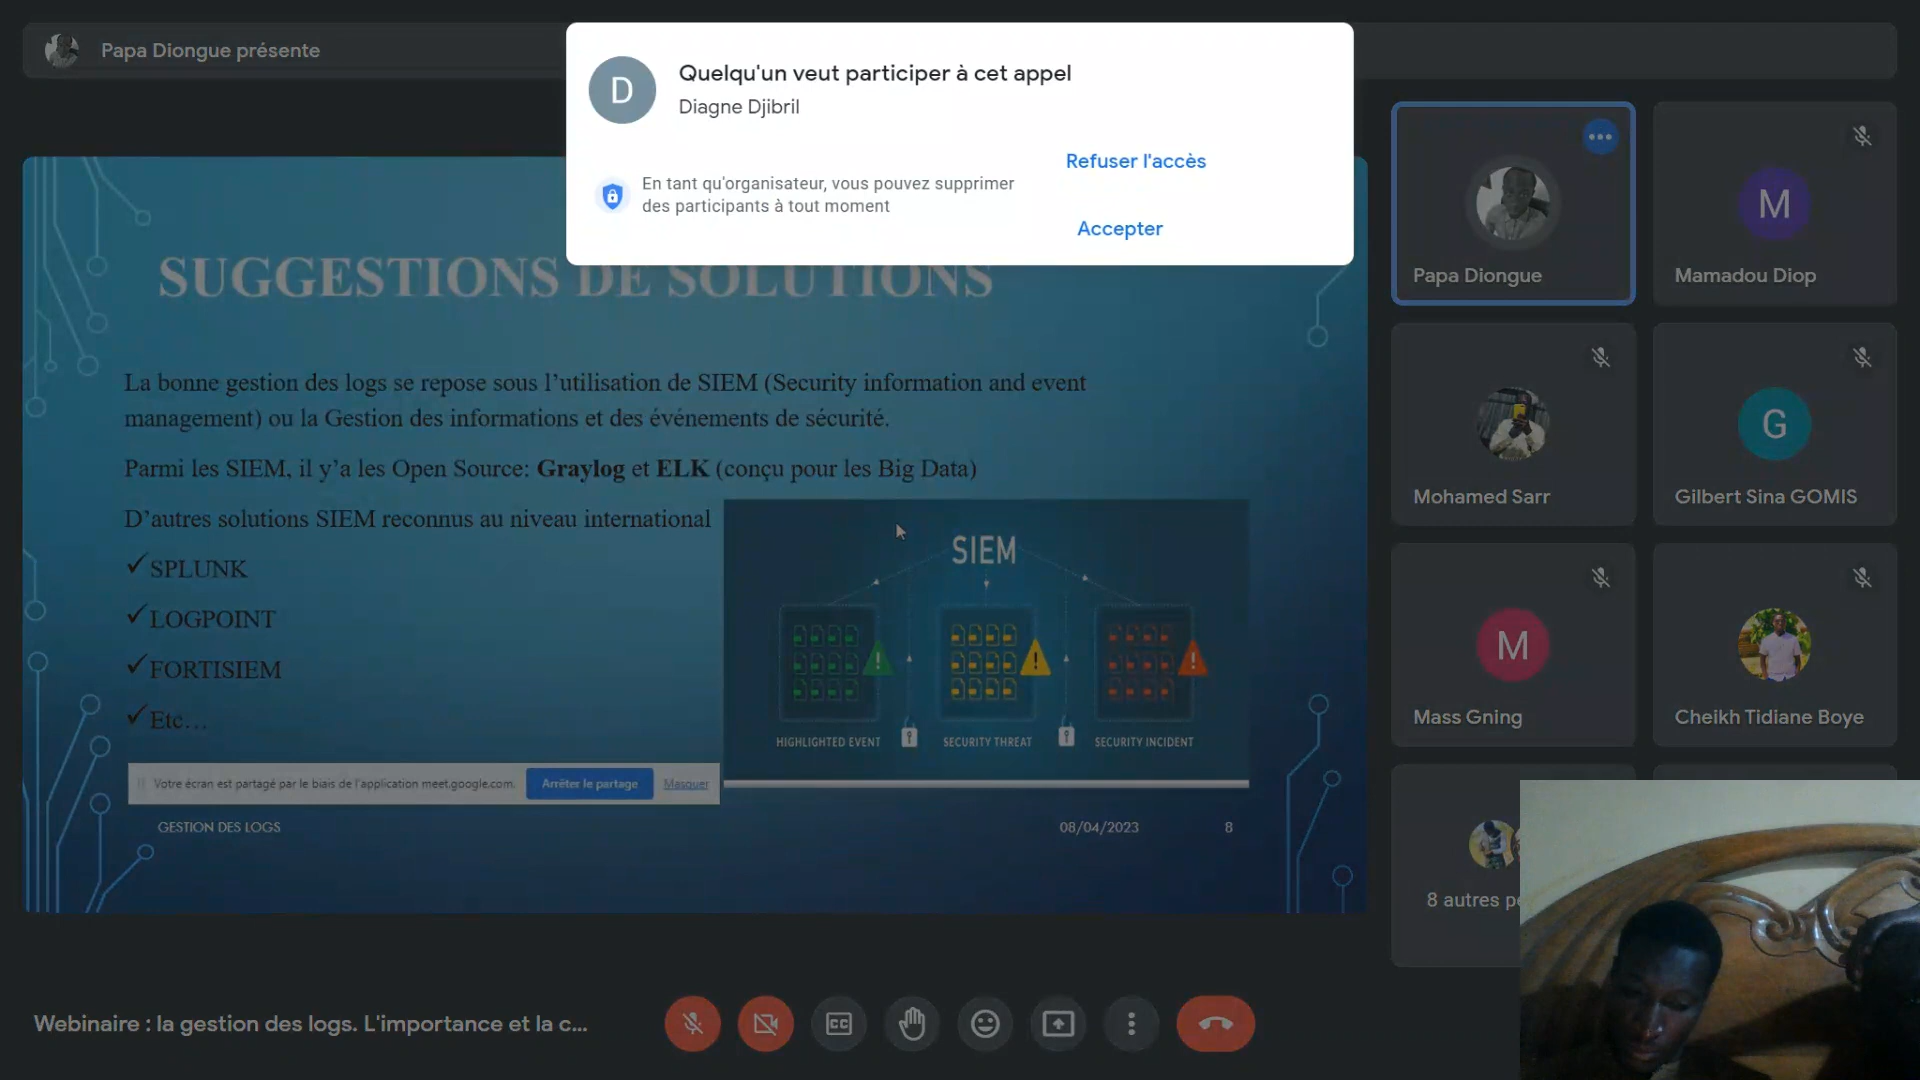 Papa Diongue présente
D
Quelqu'un veut participer à cet appel
Diagne Djibril
En tant qu'organisateur, vous pouvez supprimer
des participants à tout moment
Refuser l'accès
Accepter
SUGGESTIONS DE SOLUTIONS
La bonne gestion des logs se repose sous l'utilisation de SIEM (Security information and event
management) ou la Gestion des informations et des événements de sécurité.
Parmi les SIEM, il y'a les Open Source: Graylog et ELK (conçu pour les Big Data)
D'autres solutions SIEM reconnus au niveau international
✓SPLUNK
✓LOGPOINT
✓FORTISIEM
✓Etc…
SIEM
HIGHLIGHTED EVENT
SECURITY THREAT
SECURITY INCIDENT
Votre écran est partagé par le biais de l'application meet.google.com.
Arrêter le partage
Masquer
GESTION DES LOGS
08/04/2023
8
Papa Diongue
M
Mamadou Diop
Mohamed Sarr
G
Gilbert Sina GOMIS
M
Mass Gning
Cheikh Tidiane Boye
8 autres
Webinaire : la gestion des logs. L'importance et la c...
CC